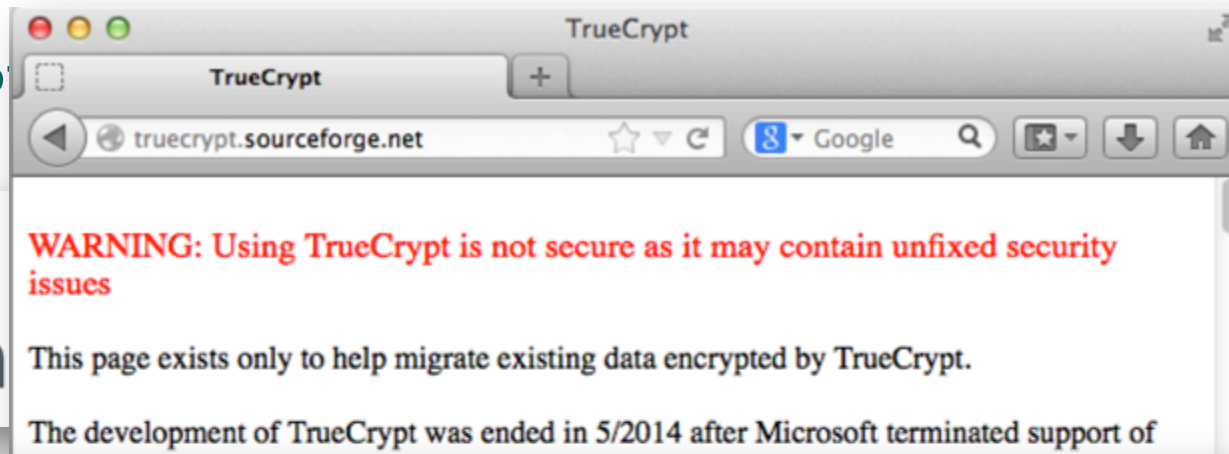 TrueCrypt
TrueCrypt
truecrypt.sourceforge.net
Google
WARNING: Using TrueCrypt is not secure as it may contain unfixed security
issues
This page exists only to help migrate existing data encrypted by TrueCrypt.
The development of TrueCrypt was ended in 5/2014 after Microsoft terminated support of